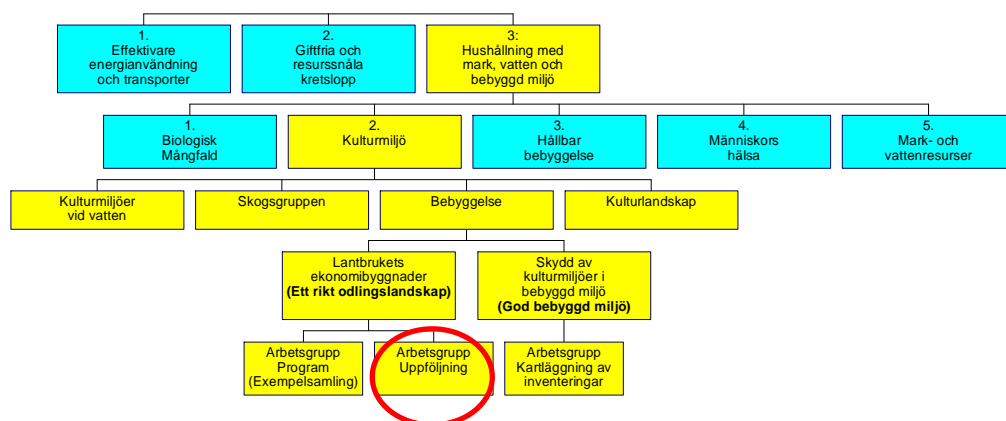 1.
Effektivare
energianvändning
och transporter
2.
Giftfria och
resurssnåla
kretslopp
3:
Hushållning med
mark, vatten och
bebyggd miljö
1.
Biologisk
Mångfald
2.
Kulturmiljö
3.
Hållbar
bebyggelse
4.
Människors
hälsa
5.
Mark- och
vattenresurser
Kulturmiljöer
vid vatten
Skogsgruppen
Bebyggelse
Kulturlandskap
Lantbrukets
ekonomibyggnader
(Ett rikt odlingslandskap)
Skydd av
kulturmiljöer i
bebyggd miljö
(God bebyggd miljö)
Arbetsgrupp
Program
(Exempelsamling)
Arbetsgrupp
Uppföljning
Arbetsgrupp
Kartläggning av
inventeringar